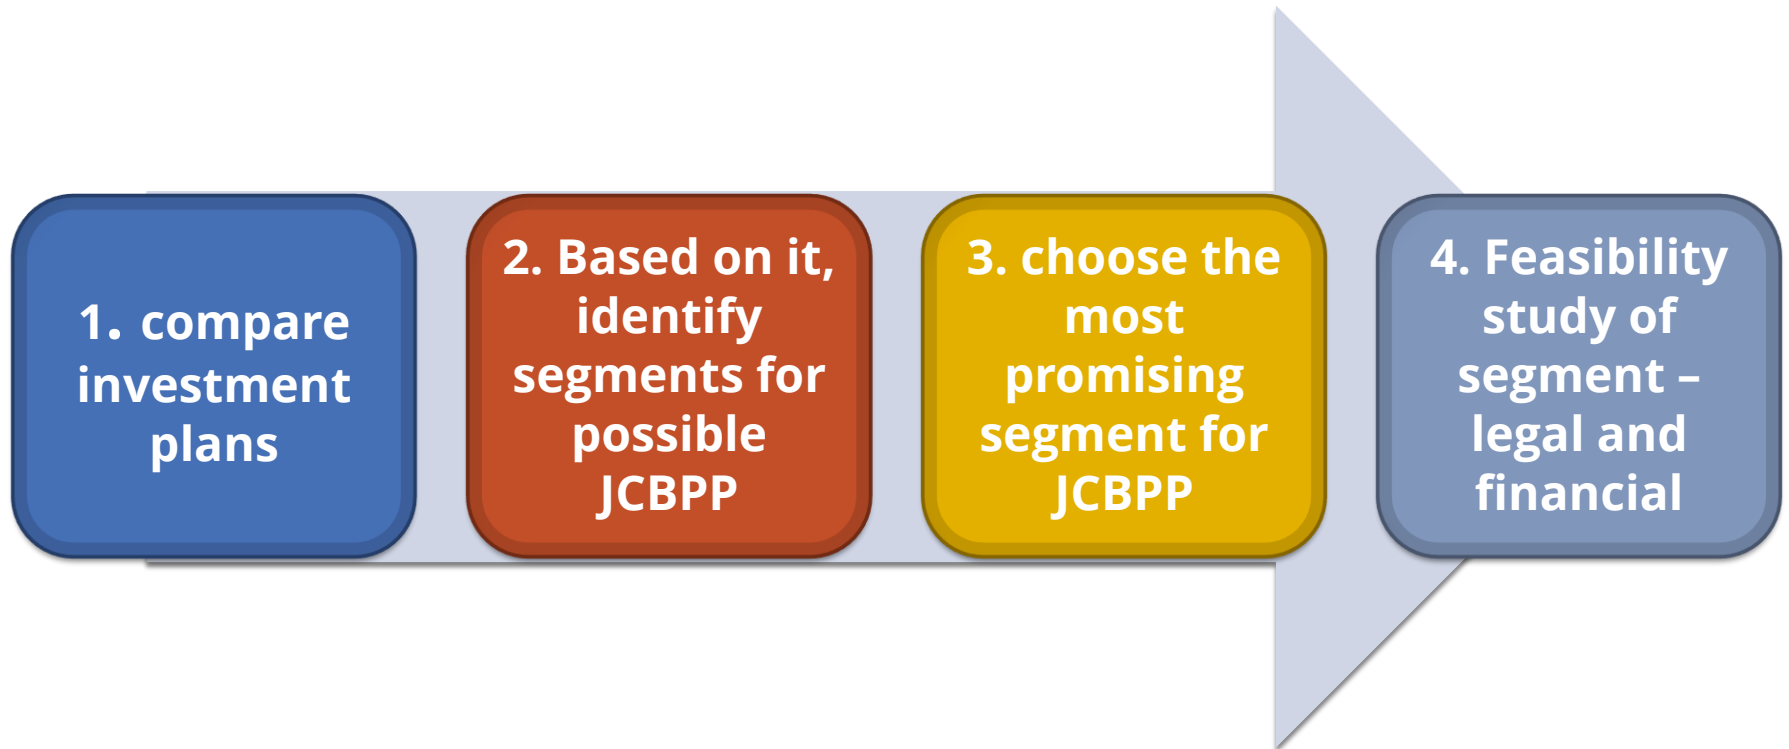 1. compare
investment
plans
2. Based on it,
identify
segments for
possible
JCBPP
3. choose the
most
promising
segment for
JCBPP
4. Feasibility
study of
segment –
legal and
financial